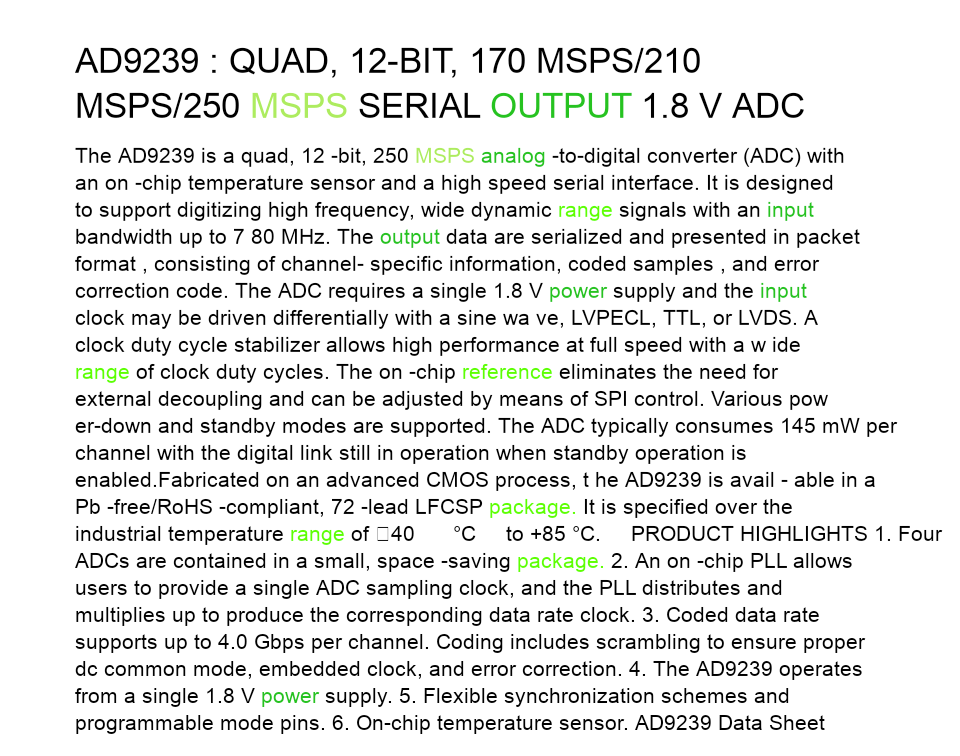 AD9239 : QUAD, 12-BIT, 170 MSPS/210
MSPS/250 MSPS SERIAL OUTPUT 1.8 V ADC
The AD9239 is a quad, 12 -bit, 250 MSPS analog -to-digital converter (ADC) with
an on -chip temperature sensor and a high speed serial interface. It is designed
to support digitizing high frequency, wide dynamic range signals with an input
bandwidth up to 7 80 MHz. The output data are serialized and presented in packet
format , consisting of channel- specific information, coded samples , and error
correction code. The ADC requires a single 1.8 V power supply and the input
clock may be driven differentially with a sine wa ve, LVPECL, TTL, or LVDS. A
clock duty cycle stabilizer allows high performance at full speed with a w ide
range of clock duty cycles. The on -chip reference eliminates the need for
external decoupling and can be adjusted by means of SPI control. Various pow
er-down and standby modes are supported. The ADC typically consumes 145 mW per
channel with the digital link still in operation when standby operation is
enabled.Fabricated on an advanced CMOS process, t he AD9239 is avail - able in a
Pb -free/RoHS -compliant, 72 -lead LFCSP package. It is specified over the
industrial temperature range of □40 °C to +85 °C. PRODUCT HIGHLIGHTS 1. Four
ADCs are contained in a small, space -saving package. 2. An on -chip PLL allows
users to provide a single ADC sampling clock, and the PLL distributes and
multiplies up to produce the corresponding data rate clock. 3. Coded data rate
supports up to 4.0 Gbps per channel. Coding includes scrambling to ensure proper
dc common mode, embedded clock, and error correction. 4. The AD9239 operates
from a single 1.8 V power supply. 5. Flexible synchronization schemes and
programmable mode pins. 6. On-chip temperature sensor. AD9239 Data Sheet